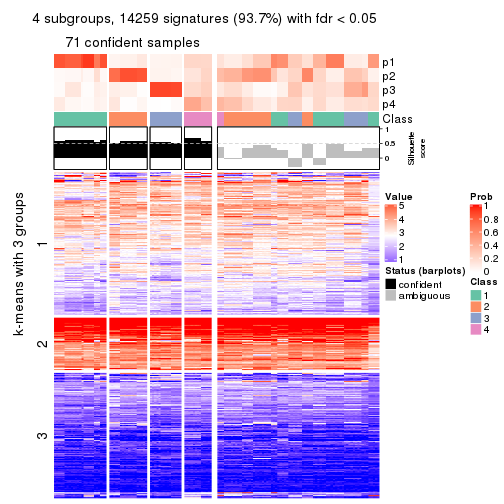 4 subgroups, 14259 signatures (93.7%) with fdr < 0.05
71 confident samples
p1
p2
p3
p4
Class
1
0.5
0
Silhouette
score
k-means with 3 groups
1
2
3
Value
5
4
3
2
1
Status (barplots)
confident
ambiguous
Prob
1
0.8
0.6
0.4
0.2
0
Class
1
2
3
4